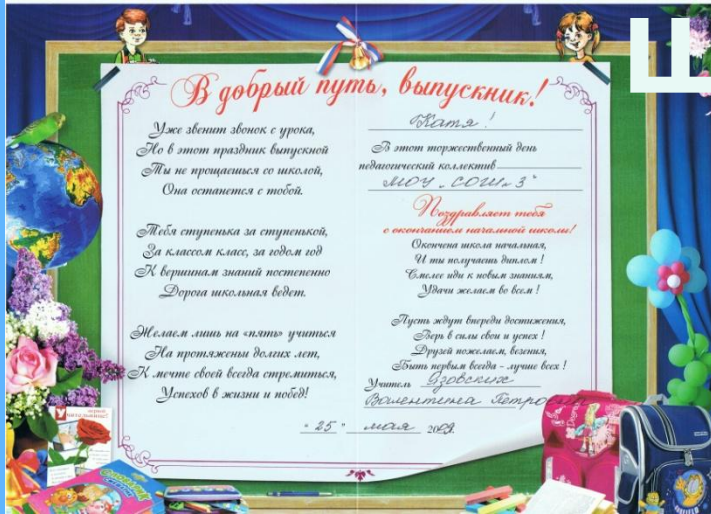 Ц
В добрый путь, выпускник!
Уже звенит звонок с урока,
Но в этот праздник выпускной
Ты не прощаешься со школой,
Она останется с тобой.
Тебя ступенька за ступенькой,
За классом класс, за годом год
К вершинам знаний постепенно
Дорога школьная ведет.
Желаем лишь на «пять» учиться
На протяженьи долгих лет,
К мечте своей всегда стремиться,
Успехов в жизни и побед!
Катя!
В этот торжественный день
педагогический коллектив
МОУ „СОШ№3"
Поздравляет тебя
с окончанием начальной школы!
Окончена школа начальная,
И ты получаешь диплом!
Смелее иди к новым знаниям,
Удачи желаем во всем!
Пусть ждут впереди достижения,
Верь в силы свои и успех!
Друзей пожелаем, везения,
Быть первым всегда - лучше всех!
Учитель Язовских
Валентина Петровна
"25" мая 2009